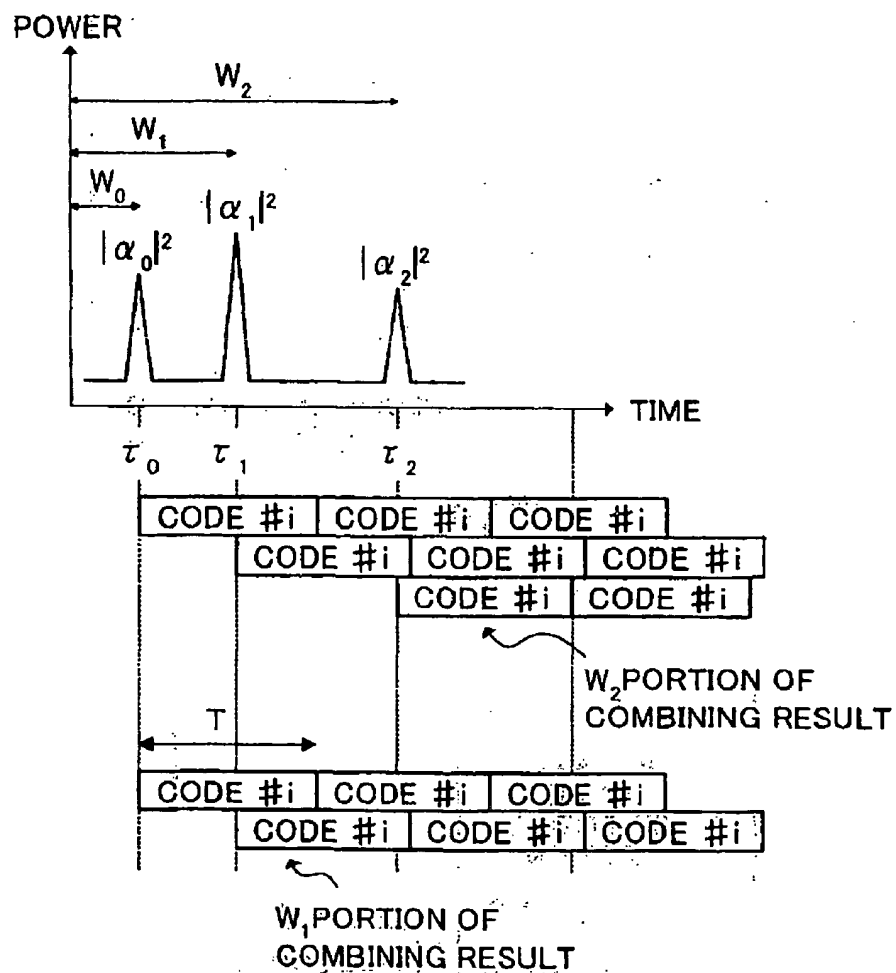 POWER
W₂
W₁
W₀
|α₁|²
|α₀|²
|α₂|²
TIME
τ₀ τ₁ τ₂
CODE #i CODE #i CODE #i
CODE #i CODE #i CODE #i
CODE #i CODE #i
W₂PORTION OF
COMBINING RESULT
T
CODE #i CODE #i CODE #i
CODE #i CODE #i CODE #i
W₁PORTION OF
COMBINING RESULT